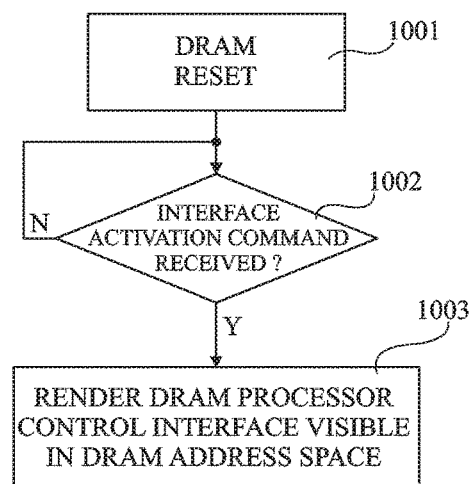 DRAM
RESET
1001
INTERFACE
ACTIVATION COMMAND
RECEIVED ?
1002
N
Y
1003
RENDER DRAM PROCESSOR
CONTROL INTERFACE VISIBLE
IN DRAM ADDRESS SPACE